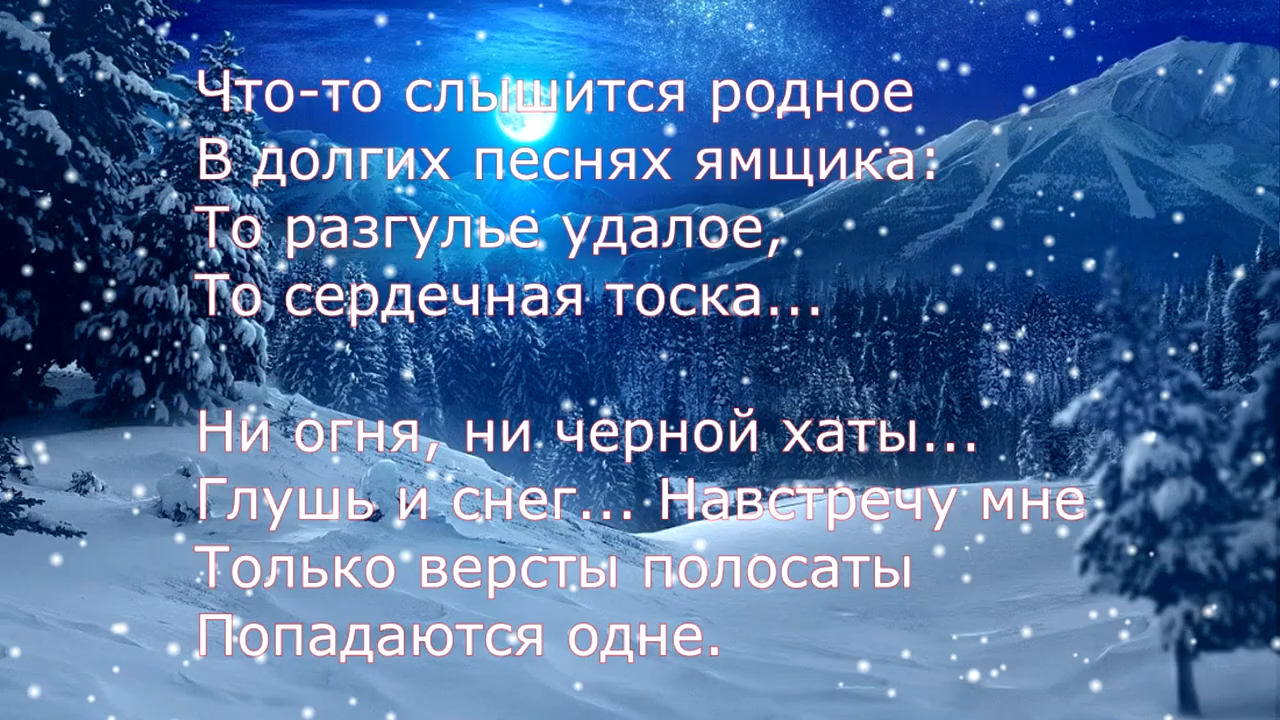 Что-то слышится родное
В долгих песнях ямщика:
То разгулье удалое,
То сердечная тоска...
Ни огня, ни черной хаты...
Глушь и снег... Навстречу мне
Только версты полосаты
Попадаются одне.